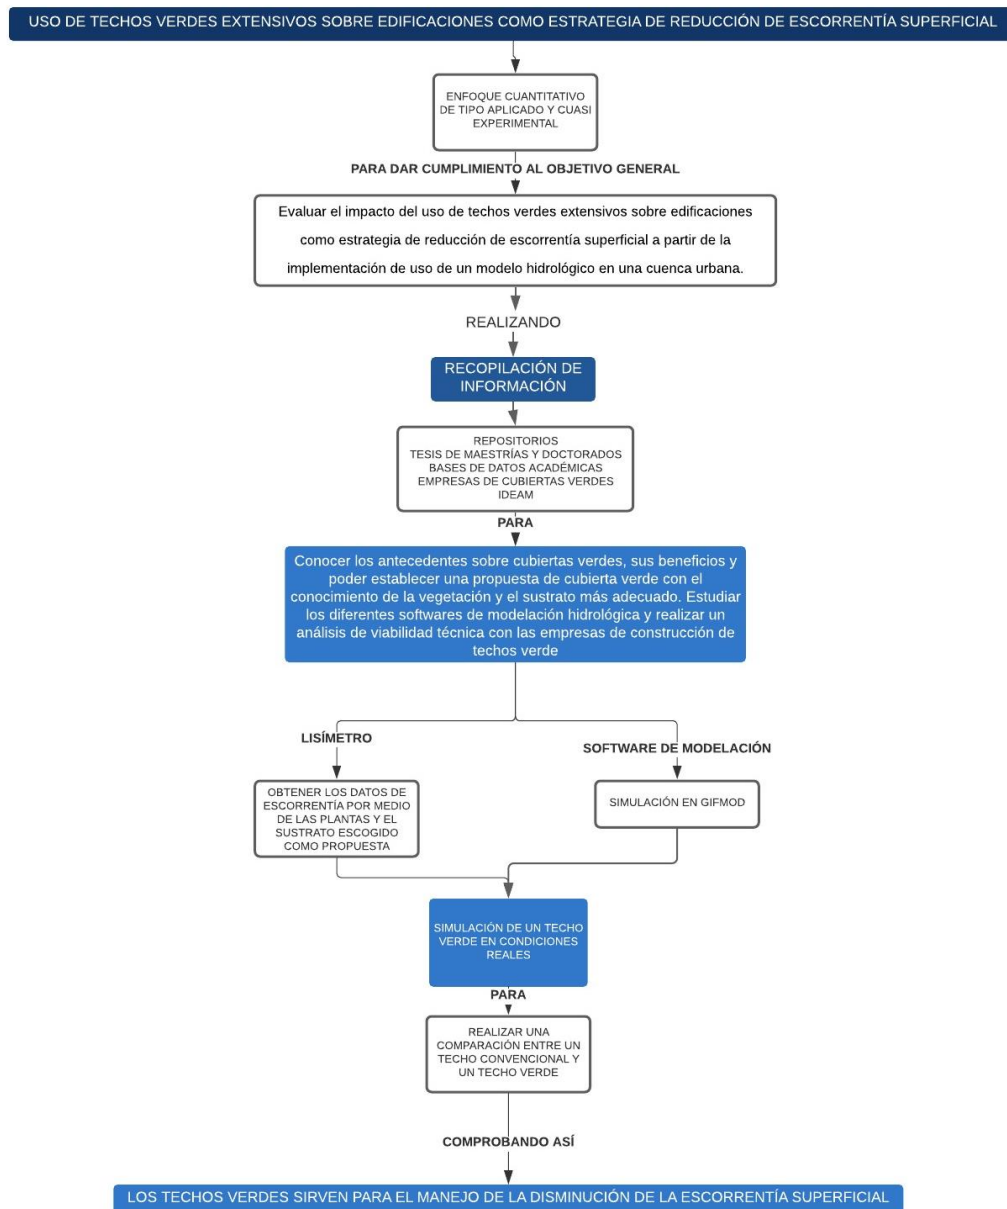 USO DE TECHOS VERDES EXTENSIVOS SOBRE EDIFICACIONES COMO ESTRATEGIA DE REDUCCIÓN DE ESCORRENTÍA SUPERFICIAL
ENFOQUE CUANTITATIVO
DE TIPO APLICADO Y CUASI
EXPERIMENTAL
PARA DAR CUMPLIMIENTO AL OBJETIVO GENERAL
Evaluar el impacto del uso de techos verdes extensivos sobre edificaciones
como estrategia de reducción de escorrentía superficial a partir de la
implementación de uso de un modelo hidrológico en una cuenca urbana.
REALIZANDO
RECOPILACIÓN DE
INFORMACIÓN
REPOSITORIOS
TESIS DE MAESTRÍAS Y DOCTORADOS
BASES DE DATOS ACADÉMICAS
EMPRESAS DE CUBIERTAS VERDES
IDEAM
PARA
Conocer los antecedentes sobre cubiertas verdes, sus beneficios y
poder establecer una propuesta de cubierta verde con el
conocimiento de la vegetación y el sustrato más adecuado. Estudiar
los diferentes softwares de modelación hidrológica y realizar un
análisis de viabilidad técnica con las empresas de construcción de
techos verde
LISÍMETRO
OBTENER LOS DATOS DE
ESCORRENTÍA POR MEDIO
DE LAS PLANTAS Y EL
SUSTRATO ESCOGIDO
COMO PROPUESTA
SOFTWARE DE MODELACIÓN
SIMULACIÓN EN GIFMOD
SIMULACIÓN DE UN TECHO
VERDE EN CONDICIONES
REALES
PARA
REALIZAR UNA
COMPARACIÓN ENTRE UN
TECHO CONVENCIONAL Y
UN TECHO VERDE
COMPROBANDO ASÍ
LOS TECHOS VERDES SIRVEN PARA EL MANEJO DE LA DISMINUCIÓN DE LA ESCORRENTÍA SUPERFICIAL